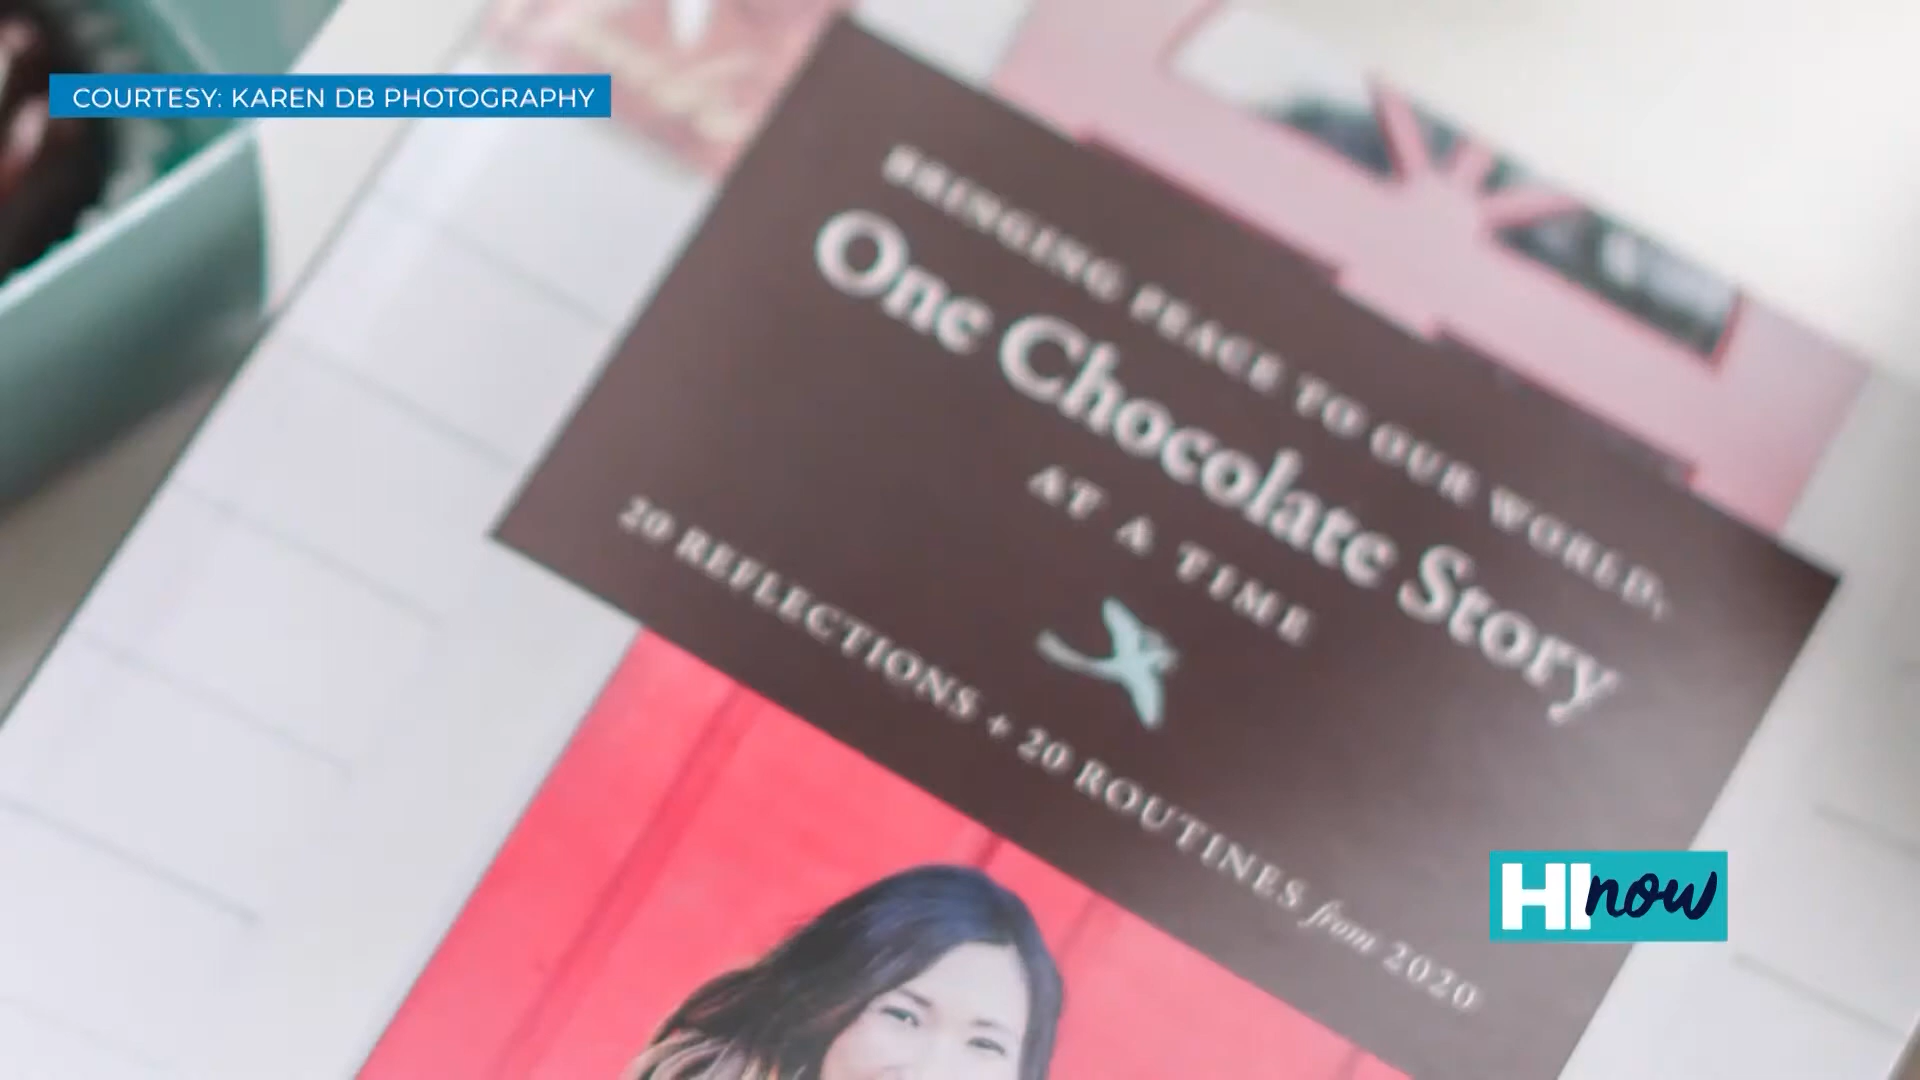 COURTESY: KAREN DB PHOTOGRAPHY
BRINGING PEACE TO OUR WORLD,
One Chocolate Story
AT A TIME
20 REFLECTIONS + 20 ROUTINES from 2020
HI now